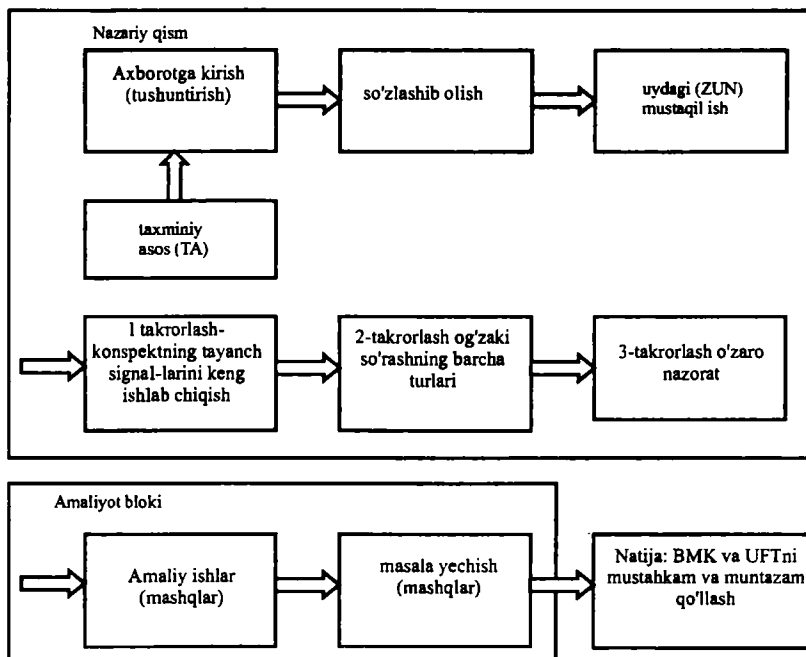 Nazariy qism
Axborotga kirish
(tushuntirish)
so'zlashib olish
uydagi (ZUN)
mustaqil ish
taxminiy
asos (TA)
1 takrorlash-
konspektning tayanch
signal-larini keng
ishlab chiqish
2-takrorlash og'zaki
so'rashning barcha
turlari
3-takrorlash o'zaro
nazorat
Amaliyot bloki
Amaliy ishlar
(mashqlar)
masala yechish
(mashqlar)
Natija: BMK va UFTni
mustahkam va muntazam
qo'llash